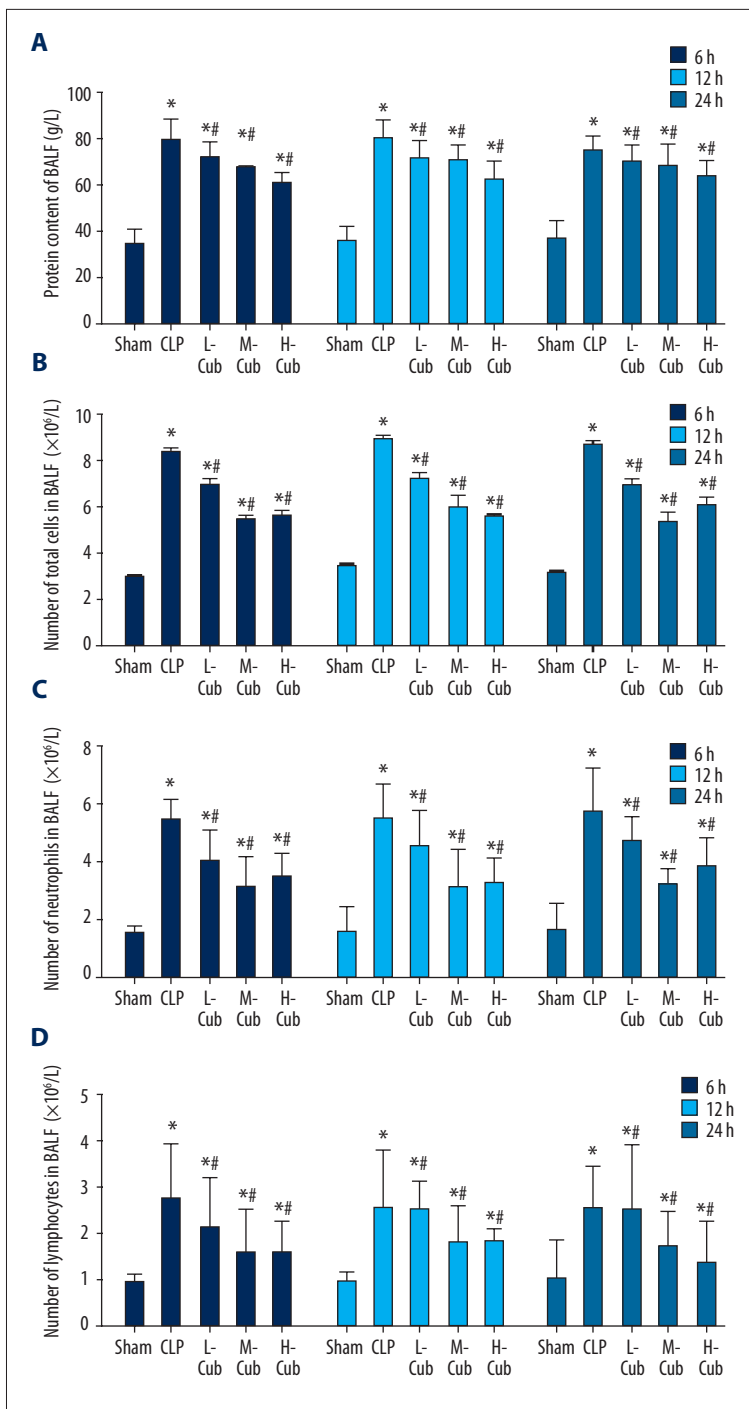 A
6 h
12 h
24 h
Protein content of BALF (g/L)
100
80
60
40
20
0
* *# *# *# * *# *# *# * *# *# *#
Sham CLP L-Cub M-Cub H-Cub Sham CLP L-Cub M-Cub H-Cub Sham CLP L-Cub M-Cub H-Cub
B
6 h
12 h
24 h
Number of total cells in BALF (×10⁶/L)
10
8
6
4
2
0
* *# *# *# * *# *# *# * *# *# *#
Sham CLP L-Cub M-Cub H-Cub Sham CLP L-Cub M-Cub H-Cub Sham CLP L-Cub M-Cub H-Cub
C
6 h
12 h
24 h
Number of neutrophils in BALF (×10⁶/L)
8
6
4
2
0
* *# *# *# * *# *# *# * *# *# *#
Sham CLP L-Cub M-Cub H-Cub Sham CLP L-Cub M-Cub H-Cub Sham CLP L-Cub M-Cub H-Cub
D
6 h
12 h
24 h
Number of lymphocytes in BALF (×10⁶/L)
5
4
3
2
1
0
* *# *# *# * *# *# *# * *# *# *#
Sham CLP L-Cub M-Cub H-Cub Sham CLP L-Cub M-Cub H-Cub Sham CLP L-Cub M-Cub H-Cub